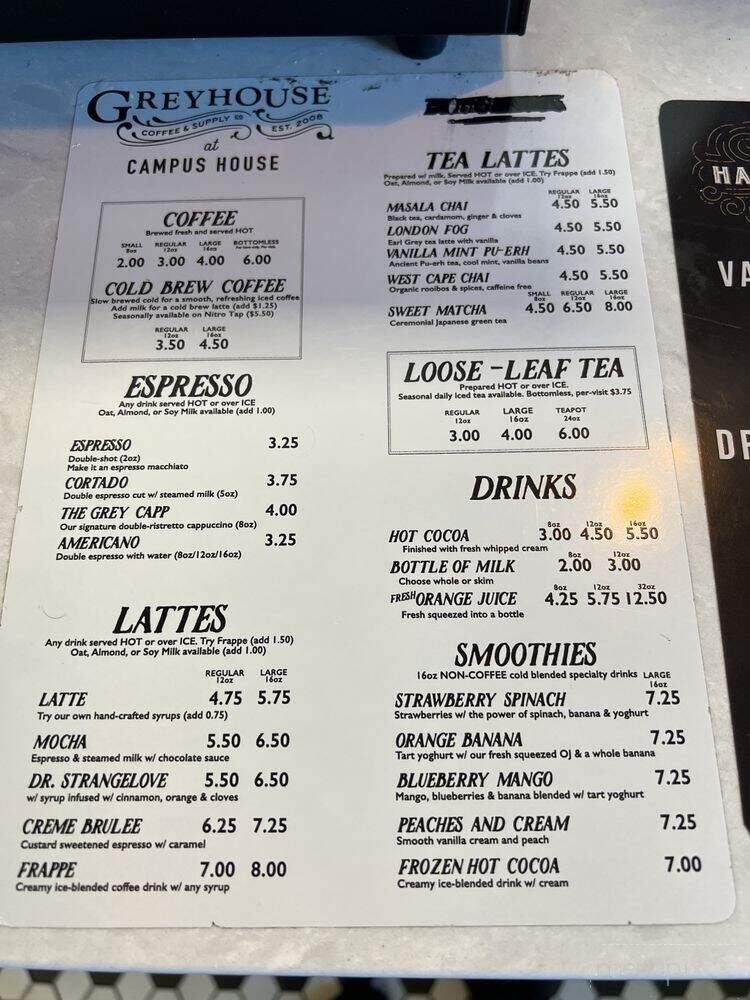 GREYHOUSE
COFFEE & SUPPLY CO EST. 2008
at
CAMPUS HOUSE
COFFEE
Brewed fresh and served HOT
SMALL REGULAR LARGE BOTTOMLESS
8oz 12oz 16oz For here only. Per visit.
2.00 3.00 4.00 6.00
COLD BREW COFFEE
Slow brewed cold for a smooth, refreshing iced coffee
Add milk for a cold brew latte (add $1.25)
Seasonally available on Nitro Tap ($5.50)
REGULAR LARGE
12oz 16oz
3.50 4.50
ESPRESSO
Any drink served HOT or over ICE
Oat, Almond, or Soy Milk available (add 1.00)
ESPRESSO 3.25
Double-shot (2oz)
Make it an espresso macchiato
CORTADO 3.75
Double espresso cut w/ steamed milk (5oz)
THE GREY CAPP 4.00
Our signature double-ristretto cappuccino (8oz)
AMERICANO 3.25
Double espresso with water (8oz/12oz/16oz)
LATTES
Any drink served HOT or over ICE. Try Frappe (add 1.50)
Oat, Almond, or Soy Milk available (add 1.00)
REGULAR LARGE
12oz 16oz
LATTE 4.75 5.75
Try our own hand-crafted syrups (add 0.75)
MOCHA 5.50 6.50
Espresso & steamed milk w/ chocolate sauce
DR. STRANGELOVE 5.50 6.50
w/ syrup infused w/ cinnamon, orange & cloves
CREME BRULEE 6.25 7.25
Custard sweetened espresso w/ caramel
FRAPPE 7.00 8.00
Creamy ice-blended coffee drink w/ any syrup
TEA LATTES
Prepared w/ milk. Served HOT or over ICE. Try Frappe (add 1.50)
Oat, Almond, or Soy Milk available (add 1.00)
REGULAR LARGE
12oz 16oz
MASALA CHAI 4.50 5.50
Black tea, cardamom, ginger & cloves
LONDON FOG 4.50 5.50
Earl Grey tea latte with vanilla
VANILLA MINT PU-ERH 4.50 5.50
Ancient Pu-erh tea, cool mint, vanilla beans
WEST CAPE CHAI 4.50 5.50
Organic rooibos & spices, caffeine free
SMALL REGULAR LARGE
8oz 12oz 16oz
SWEET MATCHA 4.50 6.50 8.00
Ceremonial Japanese green tea
LOOSE-LEAF TEA
Prepared HOT or over ICE.
Seasonal daily iced tea available. Bottomless, per-visit $3.75
REGULAR LARGE TEAPOT
12oz 16oz 24oz
3.00 4.00 6.00
DRINKS
8oz 12oz 16oz
HOT COCOA 3.00 4.50 5.50
Finished with fresh whipped cream
8oz 12oz
BOTTLE OF MILK 2.00 3.00
Choose whole or skim
8oz 12oz 32oz
FRESH ORANGE JUICE 4.25 5.75 12.50
Fresh squeezed into a bottle
SMOOTHIES
16oz NON-COFFEE cold blended specialty drinks LARGE
16oz
STRAWBERRY SPINACH 7.25
Strawberries w/ the power of spinach, banana & yoghurt
ORANGE BANANA 7.25
Tart yoghurt w/ our fresh squeezed OJ & a whole banana
BLUEBERRY MANGO 7.25
Mango, blueberries & banana blended w/ tart yoghurt
PEACHES AND CREAM 7.25
Smooth vanilla cream and peach
FROZEN HOT COCOA 7.00
Creamy ice-blended drink w/ cream
HA
VA
DR